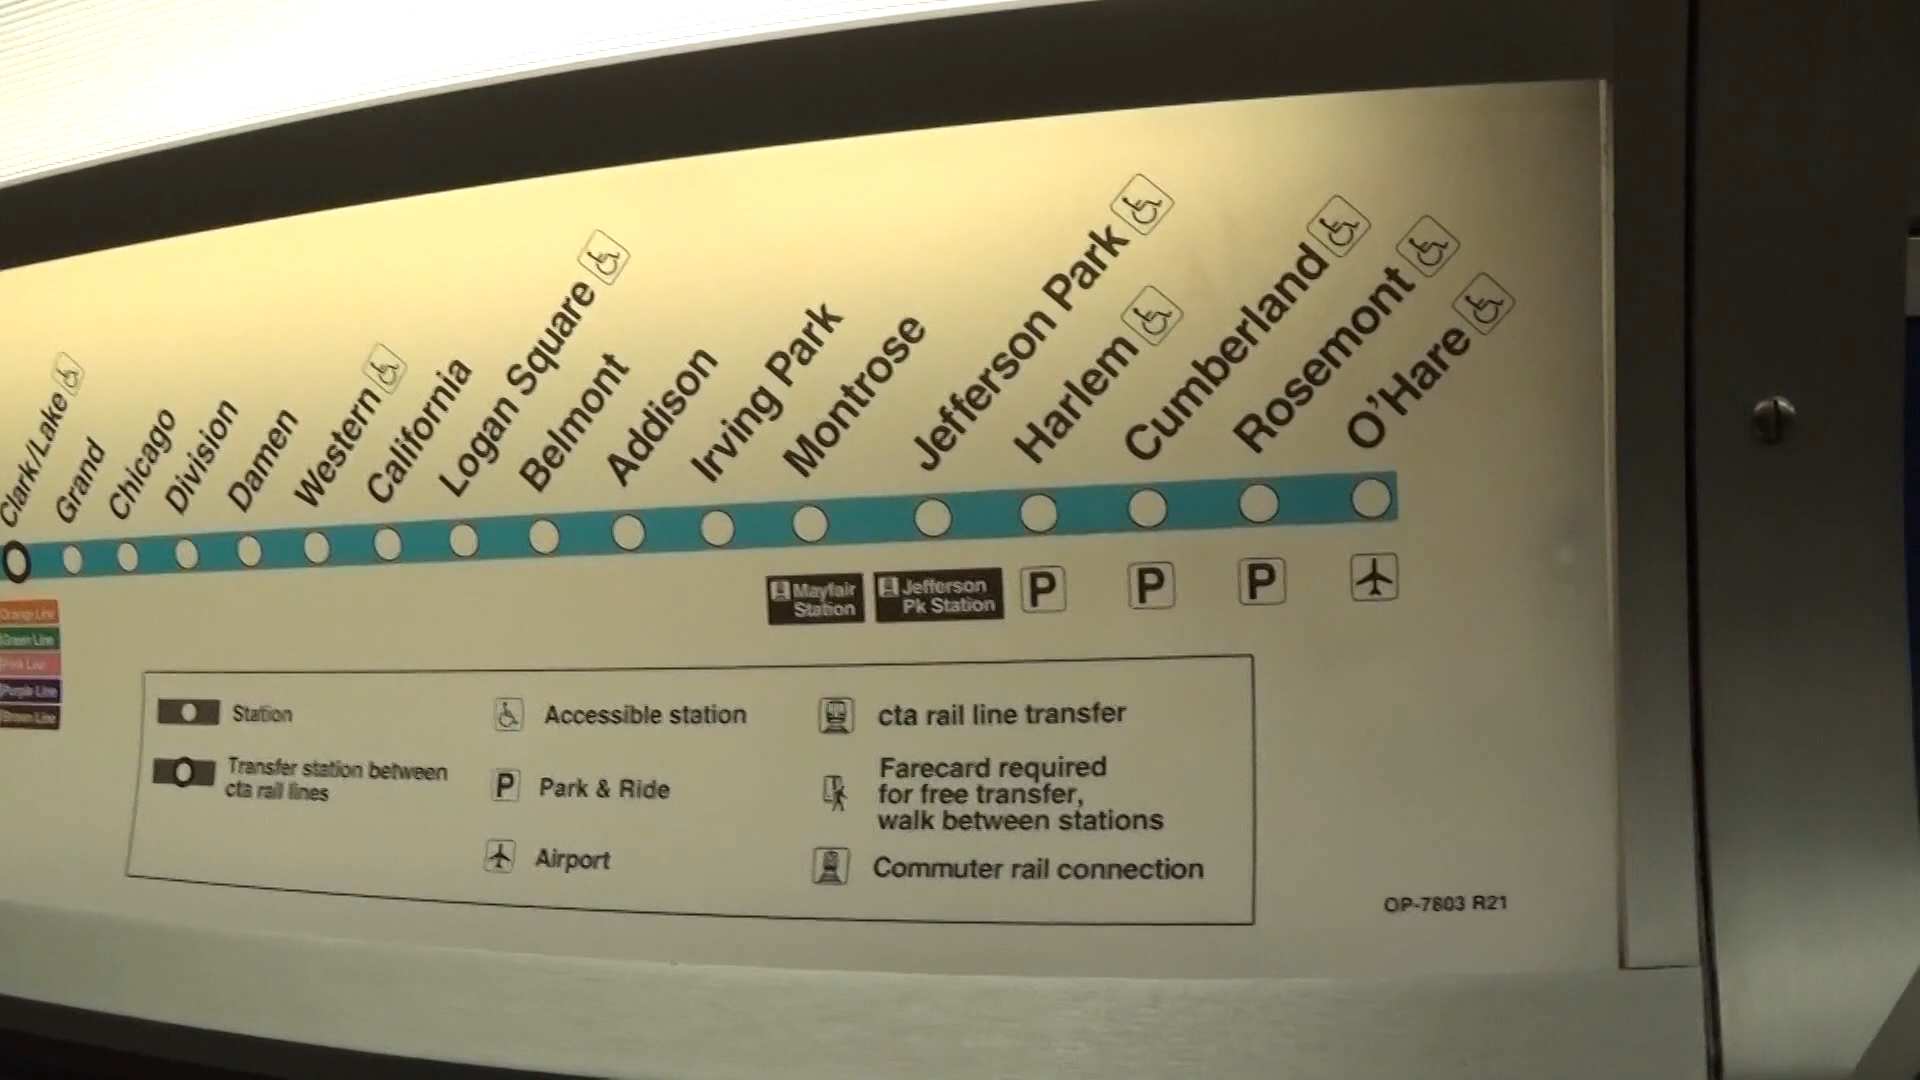 Clark/Lake
Grand
Chicago
Division
Damen
Western
California
Logan Square
Belmont
Addison
Irving Park
Montrose
Jefferson Park
Harlem
Cumberland
Rosemont
O'Hare
Orange Line
Green Line
Pink Line
Purple Line
Brown Line
Mayfair
Station
Jefferson
Pk Station
P
P
P
Station
Transfer station between
cta rail lines
Accessible station
P
Park & Ride
Airport
cta rail line transfer
Farecard required
for free transfer,
walk between stations
Commuter rail connection
OP-7803 R21